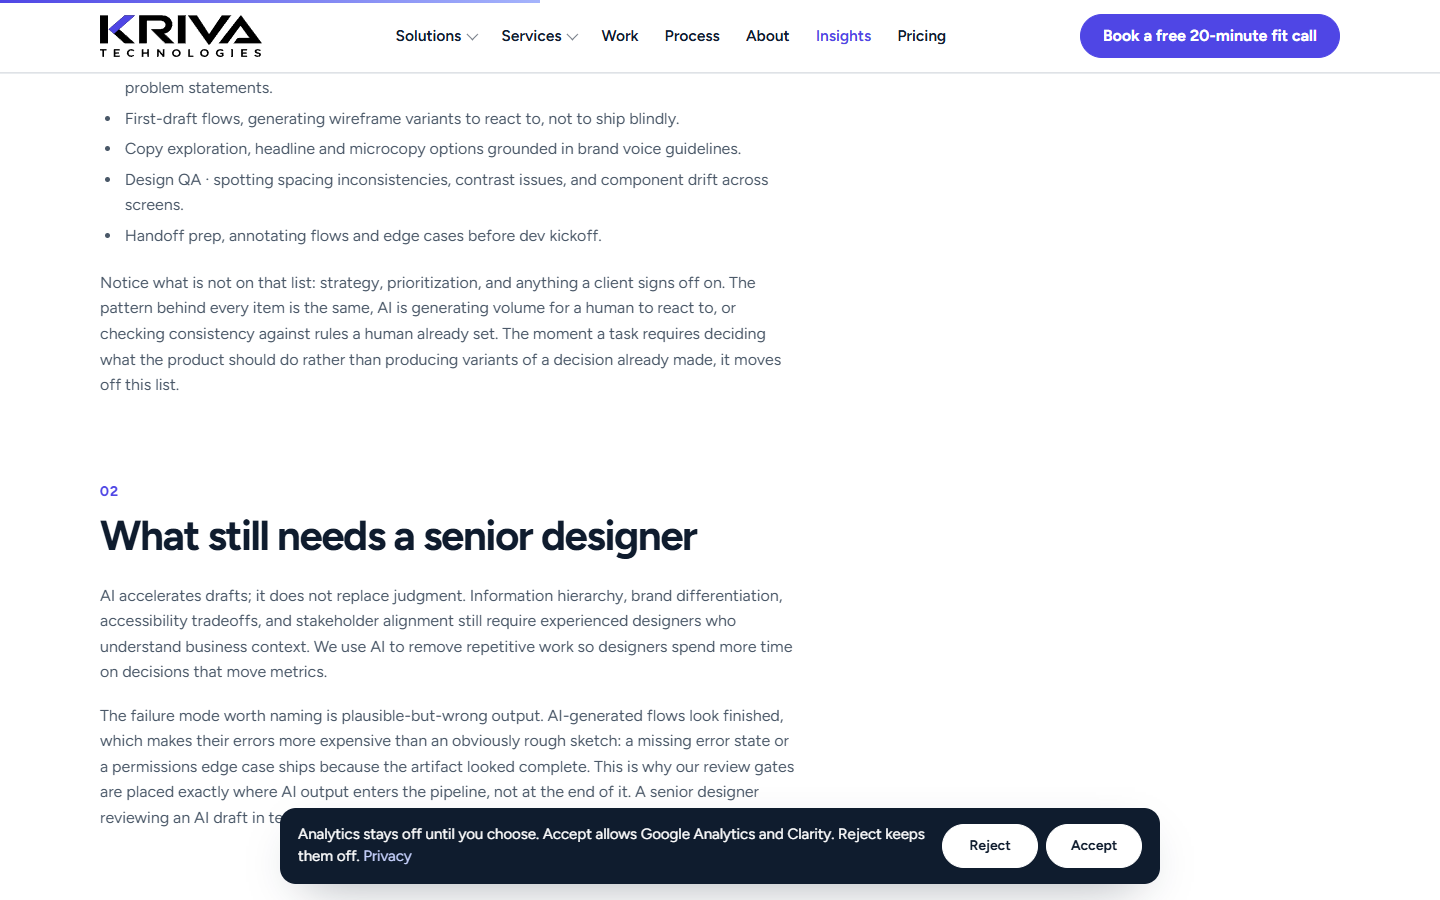 KRIVA
TECHNOLOGIES
Solutions
Services
Work
Process
About
Insights
Pricing
Book a free 20-minute fit call
problem statements.
• First-draft flows, generating wireframe variants to react to, not to ship blindly.
• Copy exploration, headline and microcopy options grounded in brand voice guidelines.
• Design QA · spotting spacing inconsistencies, contrast issues, and component drift across
screens.
• Handoff prep, annotating flows and edge cases before dev kickoff.
Notice what is not on that list: strategy, prioritization, and anything a client signs off on. The
pattern behind every item is the same, AI is generating volume for a human to react to, or
checking consistency against rules a human already set. The moment a task requires deciding
what the product should do rather than producing variants of a decision already made, it moves
off this list.
02
What still needs a senior designer
AI accelerates drafts; it does not replace judgment. Information hierarchy, brand differentiation,
accessibility tradeoffs, and stakeholder alignment still require experienced designers who
understand business context. We use AI to remove repetitive work so designers spend more time
on decisions that move metrics.
The failure mode worth naming is plausible-but-wrong output. AI-generated flows look finished,
which makes their errors more expensive than an obviously rough sketch: a missing error state or
a permissions edge case ships because the artifact looked complete. This is why our review gates
are placed exactly where AI output enters the pipeline, not at the end of it. A senior designer
reviewing an AI draft in
Analytics stays off until you choose. Accept allows Google Analytics and Clarity. Reject keeps
them off. Privacy
Reject
Accept